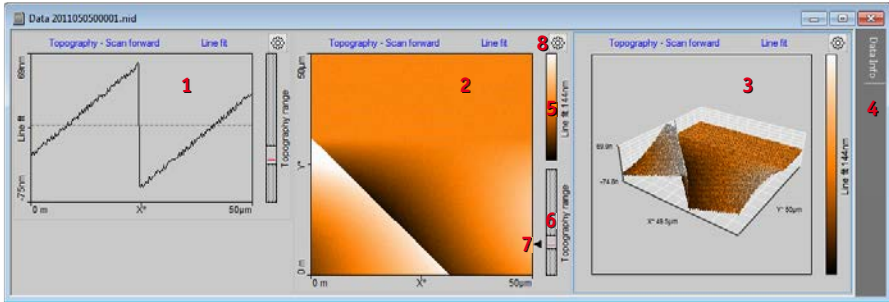 Data 2011050500001.nid
Topography - Scan forward Line fit
69nm
Line fit
-75nm
0 m X* 50µm
Topography range
1
Topography - Scan forward Line fit
8
50µm
Y*
0 m
0 m X* 50µm
2
5
Line fit 144nm
6
Topography range
7
Topography - Scan forward Line fit
3
X* 49.5µm
Y* 50µm
Line fit 144nm
Data Info
4